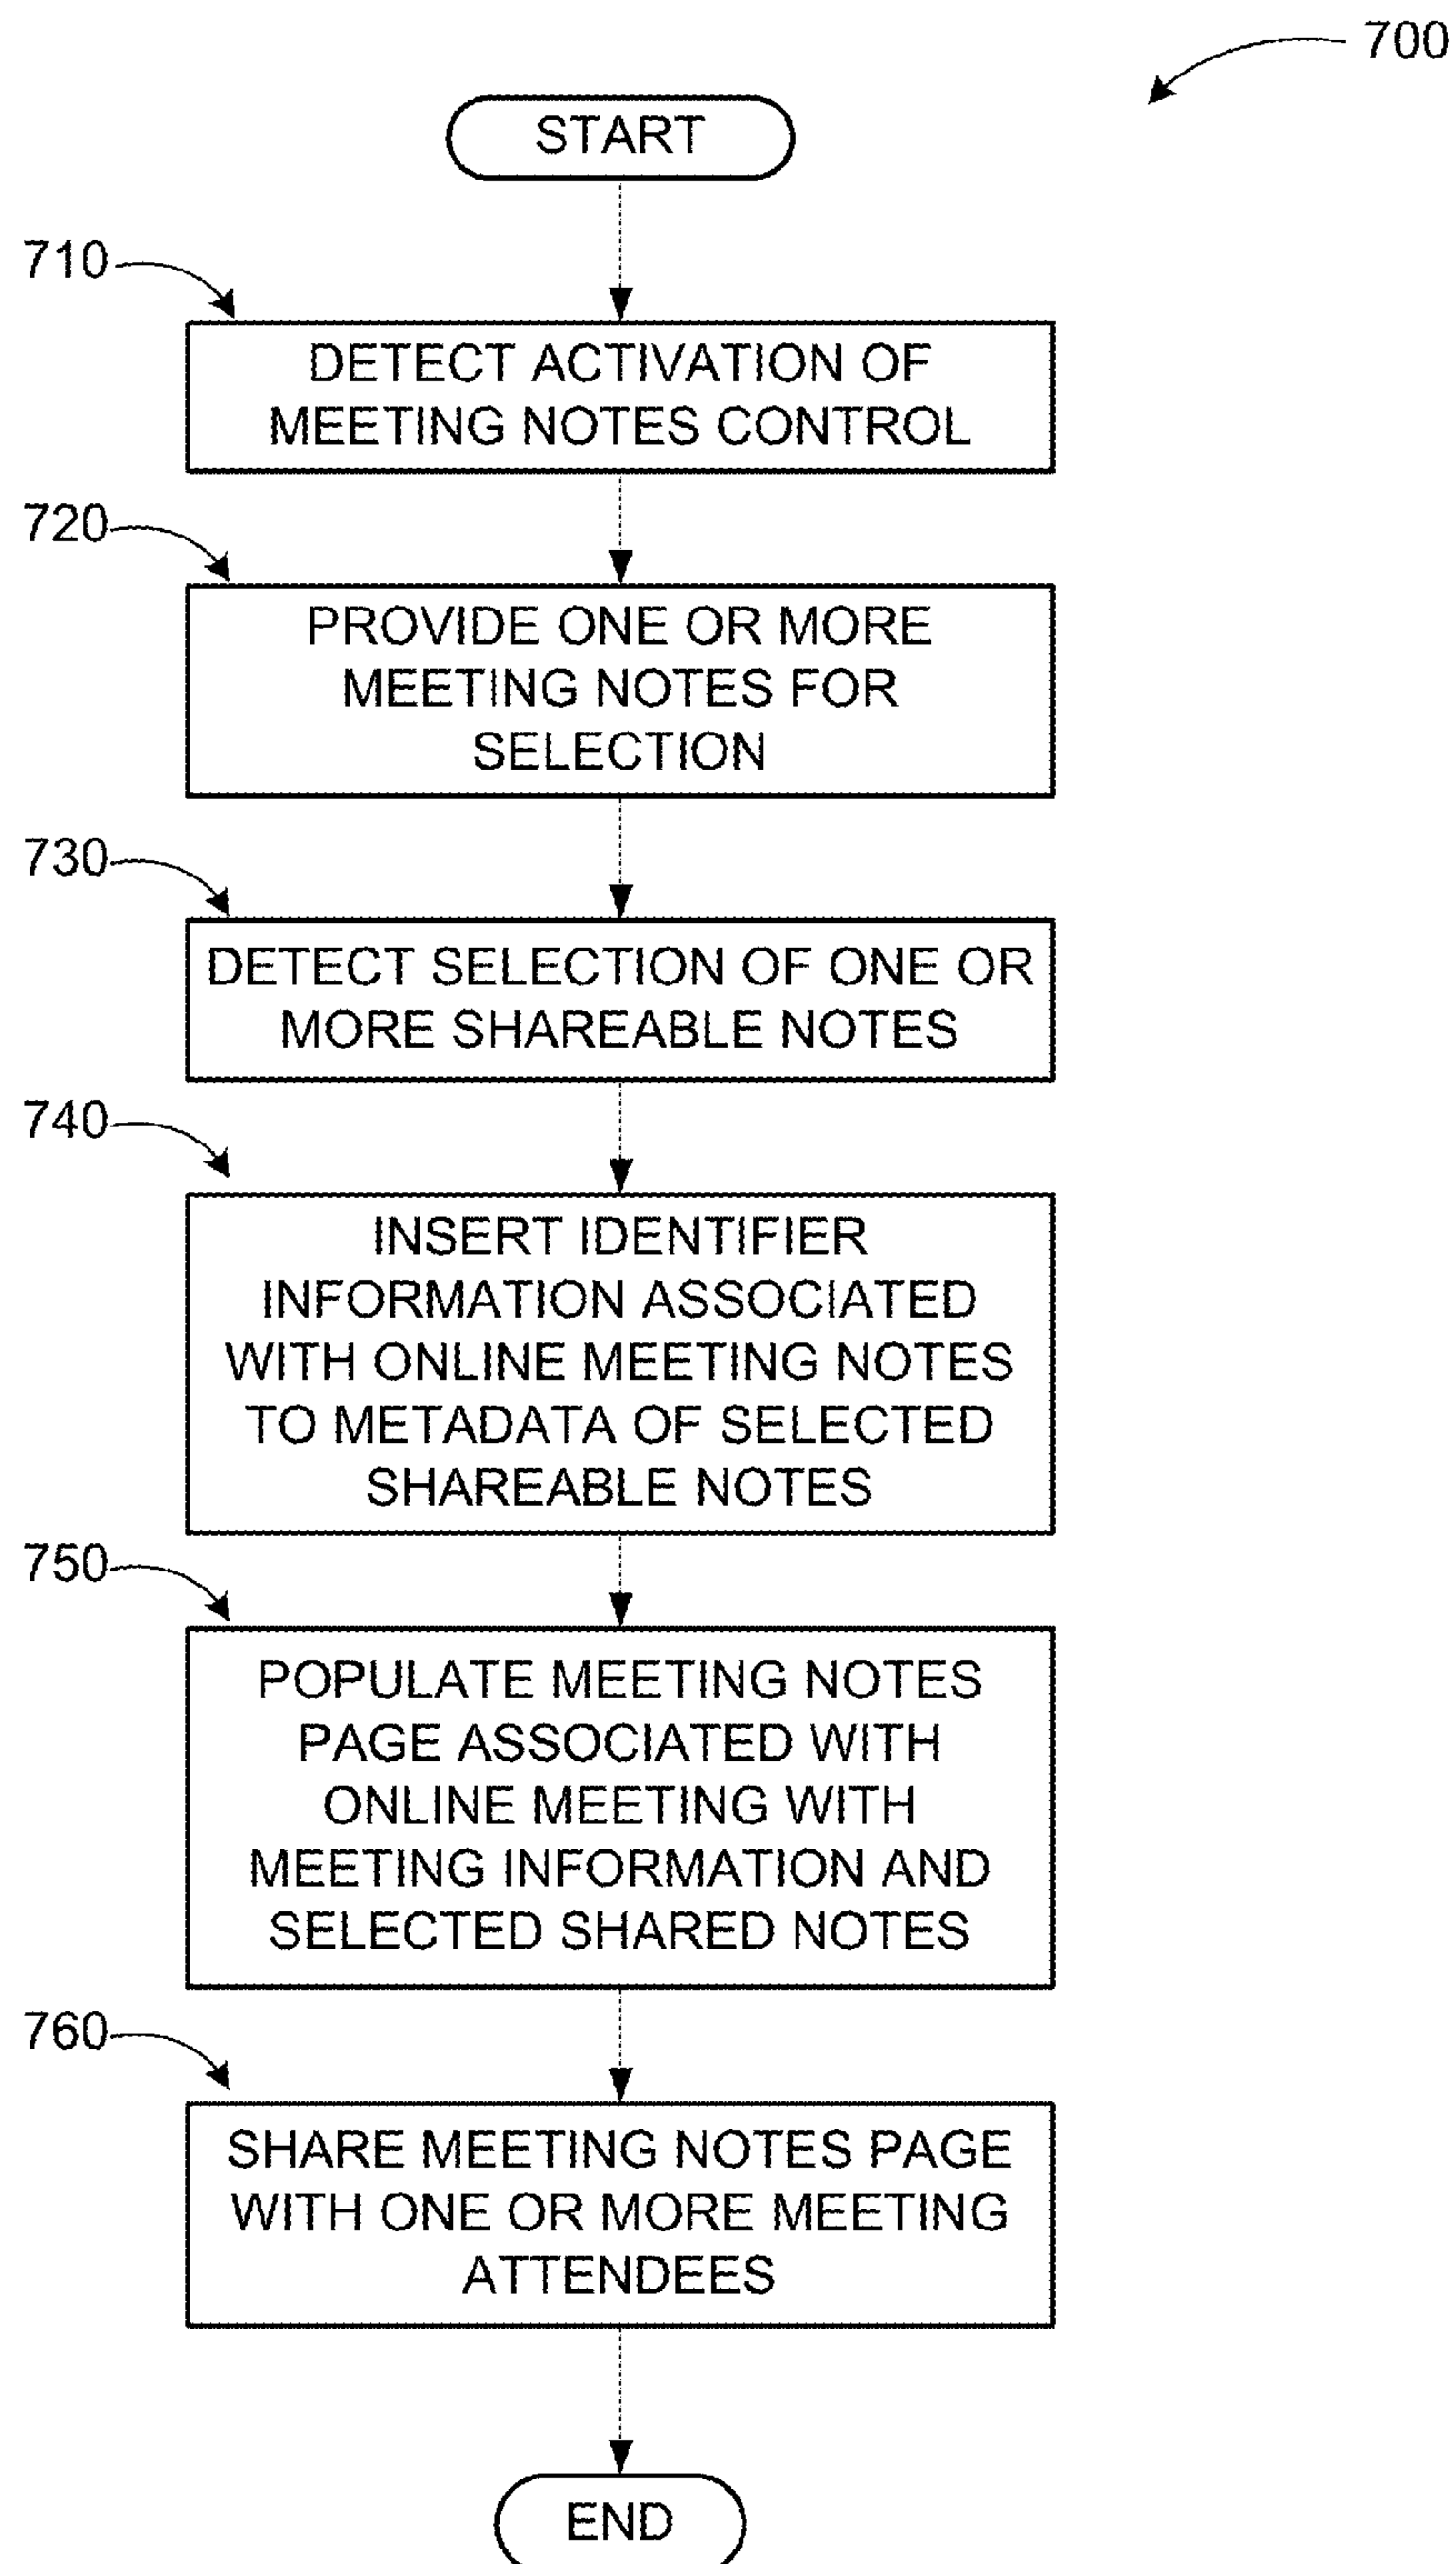 700
START
710
DETECT ACTIVATION OF
MEETING NOTES CONTROL
720
PROVIDE ONE OR MORE
MEETING NOTES FOR
SELECTION
730
DETECT SELECTION OF ONE OR
MORE SHAREABLE NOTES
740
INSERT IDENTIFIER
INFORMATION ASSOCIATED
WITH ONLINE MEETING NOTES
TO METADATA OF SELECTED
SHAREABLE NOTES
750
POPULATE MEETING NOTES
PAGE ASSOCIATED WITH
ONLINE MEETING WITH
MEETING INFORMATION AND
SELECTED SHARED NOTES
760
SHARE MEETING NOTES PAGE
WITH ONE OR MORE MEETING
ATTENDEES
END